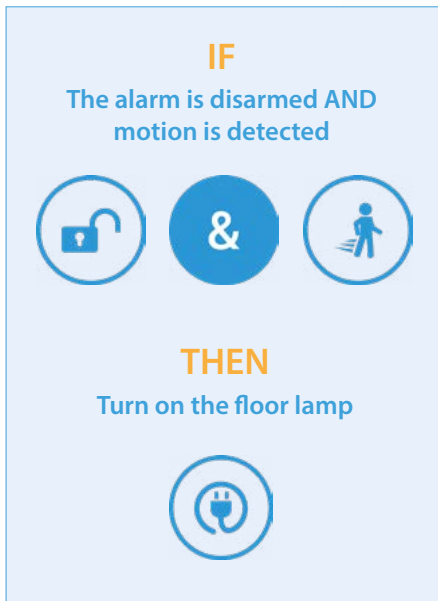 IF
The alarm is disarmed AND
motion is detected
&
THEN
Turn on the floor lamp